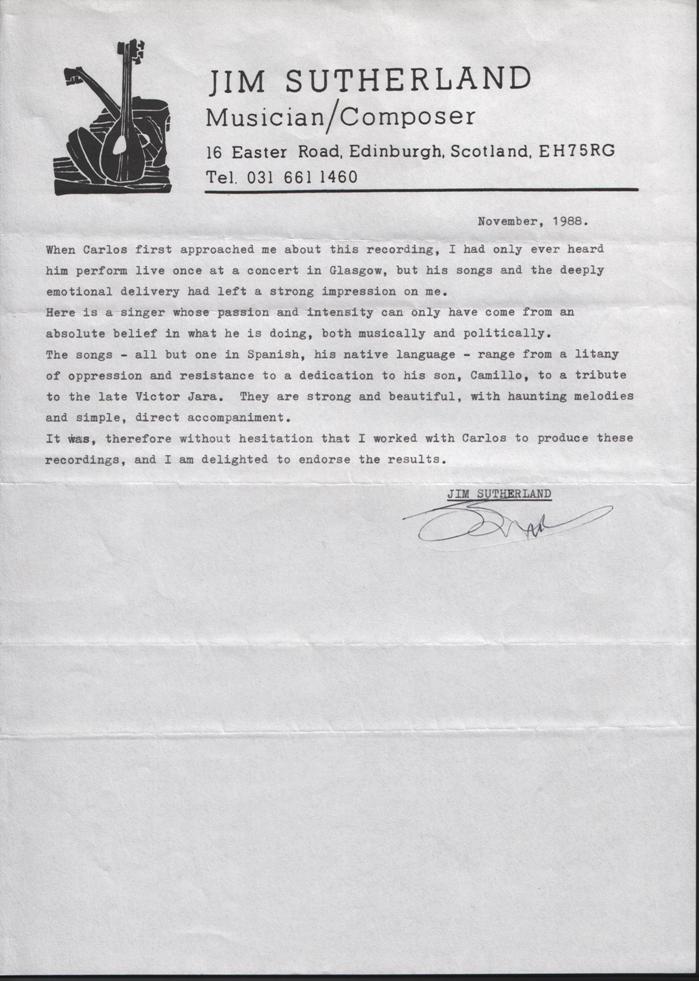 JIM SUTHERLAND
Musician/Composer
16 Easter Road, Edinburgh, Scotland, EH75RG
Tel. 031 661 1460
November, 1988.
When Carlos first approached me about this recording, I had only ever heard
him perform live once at a concert in Glasgow, but his songs and the deeply
emotional delivery had left a strong impression on me.
Here is a singer whose passion and intensity can only have come from an
absolute belief in what he is doing, both musically and politically.
The songs - all but one in Spanish, his native language - range from a litany
of oppression and resistance to a dedication to his son, Camillo, to a tribute
to the late Victor Jara. They are strong and beautiful, with haunting melodies
and simple, direct accompaniment.
It was, therefore without hesitation that I worked with Carlos to produce these
recordings, and I am delighted to endorse the results.
JIM SUTHERLAND